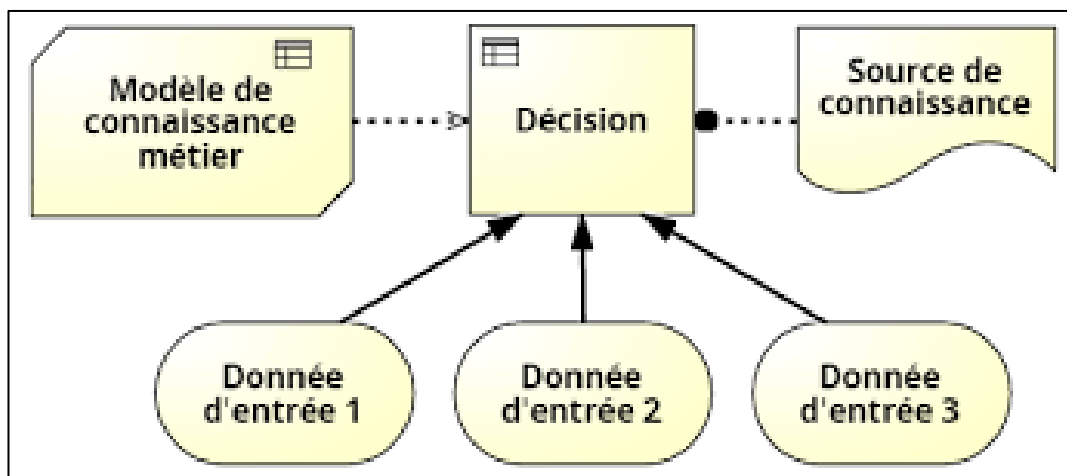 Modèle de
connaissance
métier
Décision
Source de
connaissance
Donnée
d'entrée 1
Donnée
d'entrée 2
Donnée
d'entrée 3